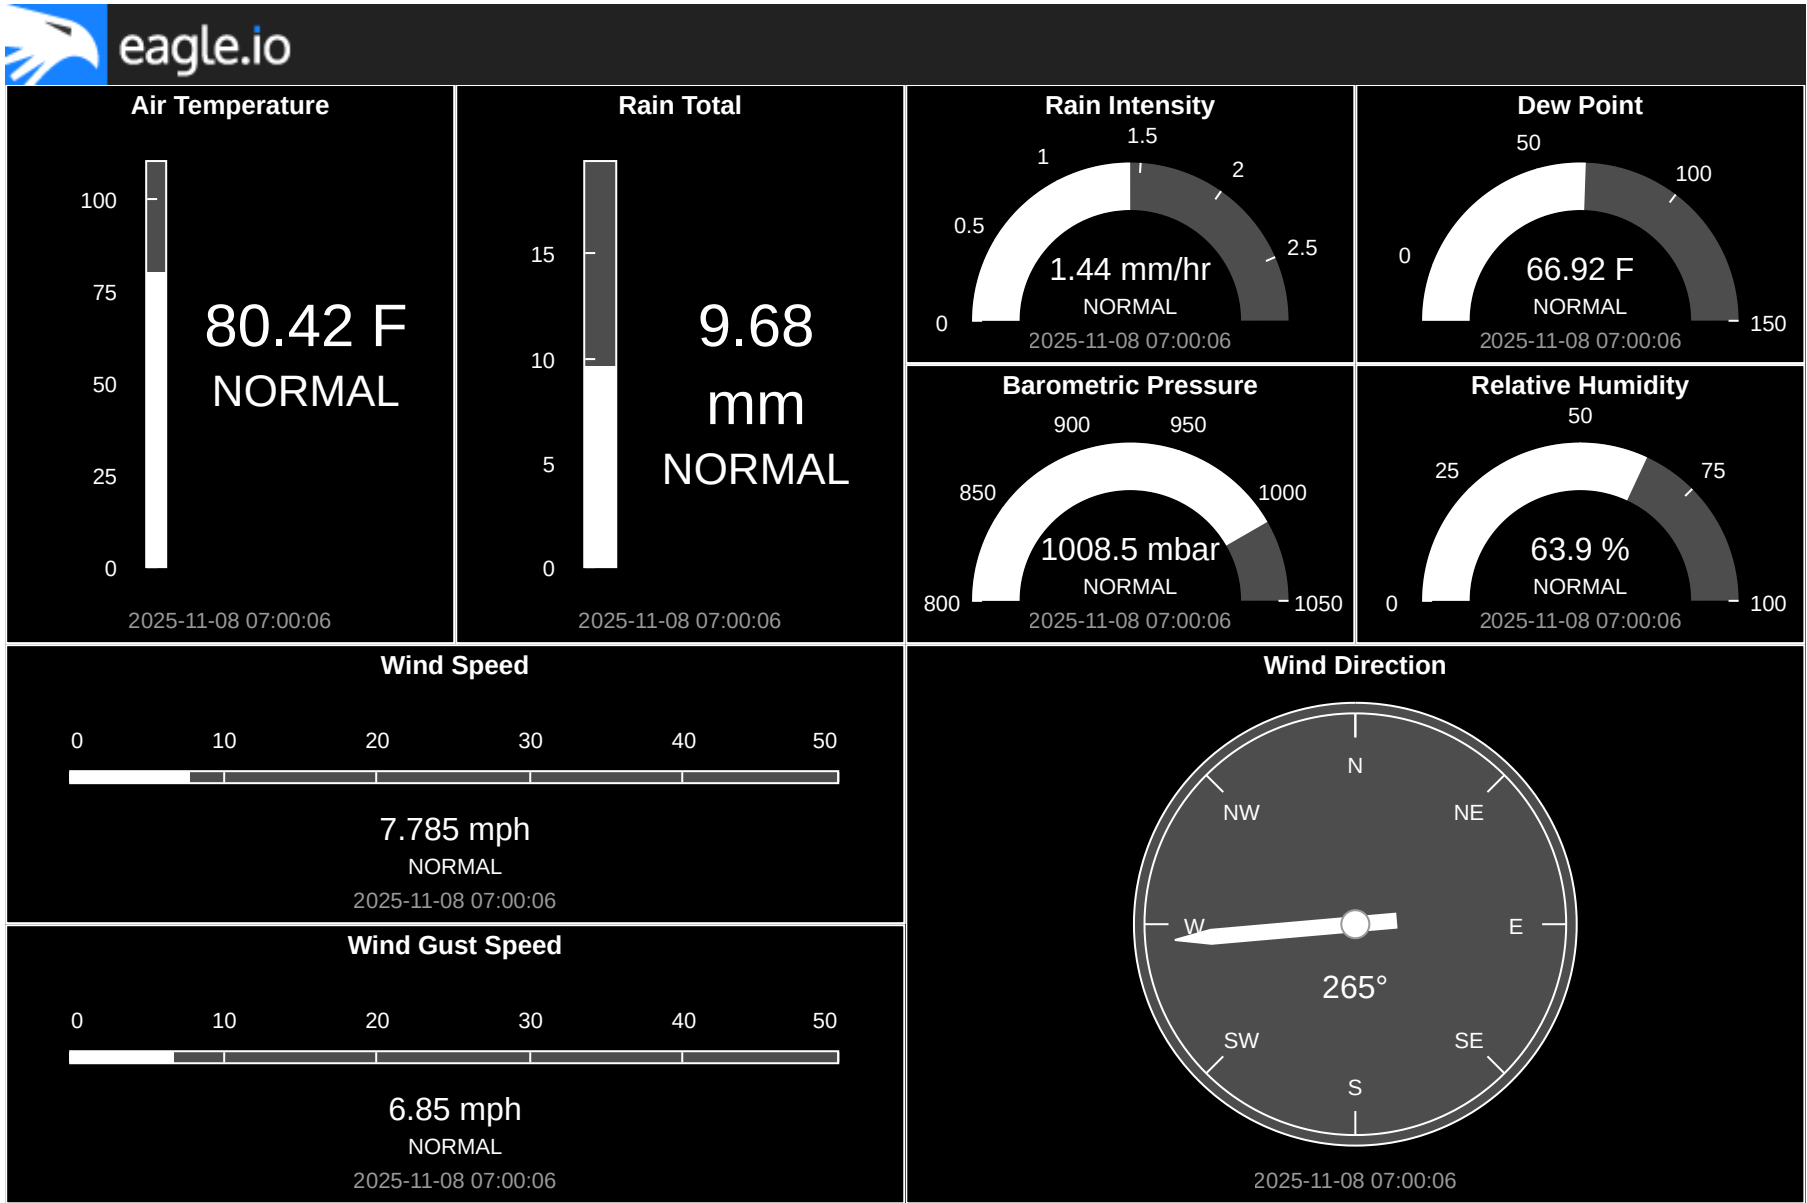 eagle.io
Air Temperature
100
75
50
25
0
80.42 F
NORMAL
2025-11-08 07:00:06
Rain Total
15
10
5
0
9.68
mm
NORMAL
2025-11-08 07:00:06
Rain Intensity
0
0.5
1
1.5
2
2.5
1.44 mm/hr
NORMAL
2025-11-08 07:00:06
Dew Point
0
50
100
150
66.92 F
NORMAL
2025-11-08 07:00:06
Barometric Pressure
800
850
900
950
1000
1050
1008.5 mbar
NORMAL
2025-11-08 07:00:06
Relative Humidity
0
25
50
75
100
63.9 %
NORMAL
2025-11-08 07:00:06
Wind Speed
0 10 20 30 40 50
7.785 mph
NORMAL
2025-11-08 07:00:06
Wind Gust Speed
0 10 20 30 40 50
6.85 mph
NORMAL
2025-11-08 07:00:06
Wind Direction
N
NW NE
W E
265°
SW SE
S
2025-11-08 07:00:06